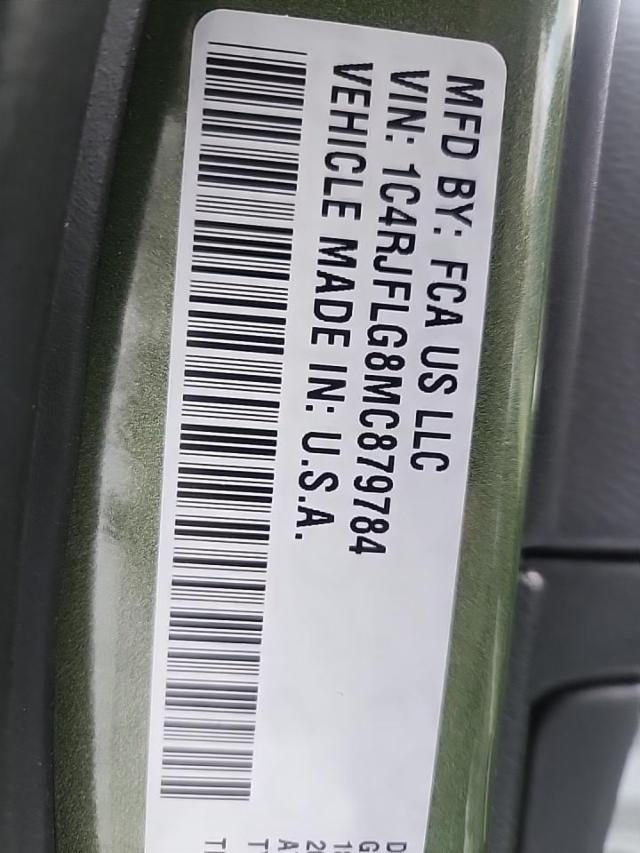 MFD BY: FCA US LLC
VIN: 1C4RJFLG8MC879784
VEHICLE MADE IN: U.S.A.